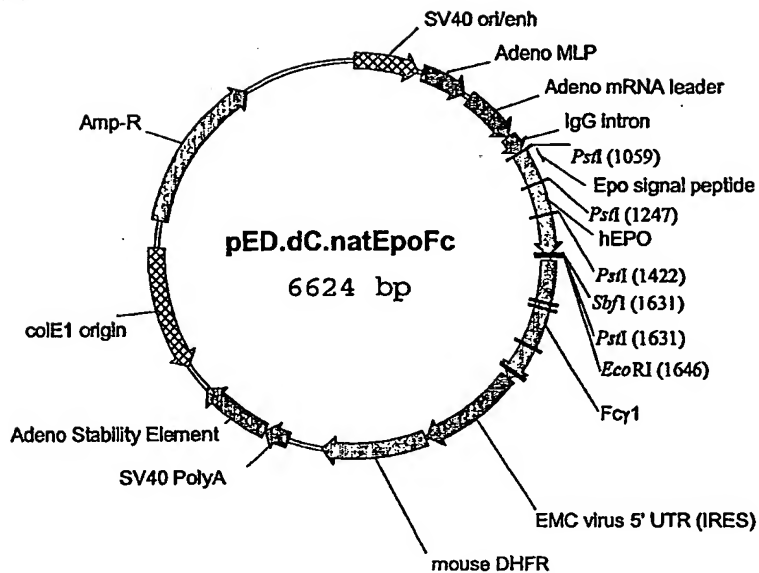 SV40 ori/enh
Adeno MLP
Adeno mRNA leader
IgG intron
PstI (1059)
Epo signal peptide
PstI (1247)
hEPO
PstI (1422)
SbfI (1631)
PstI (1631)
EcoRI (1646)
Fcγ1
EMC virus 5' UTR (IRES)
mouse DHFR
SV40 PolyA
Adeno Stability Element
colE1 origin
Amp-R
pED.dC.natEpoFc
6624 bp